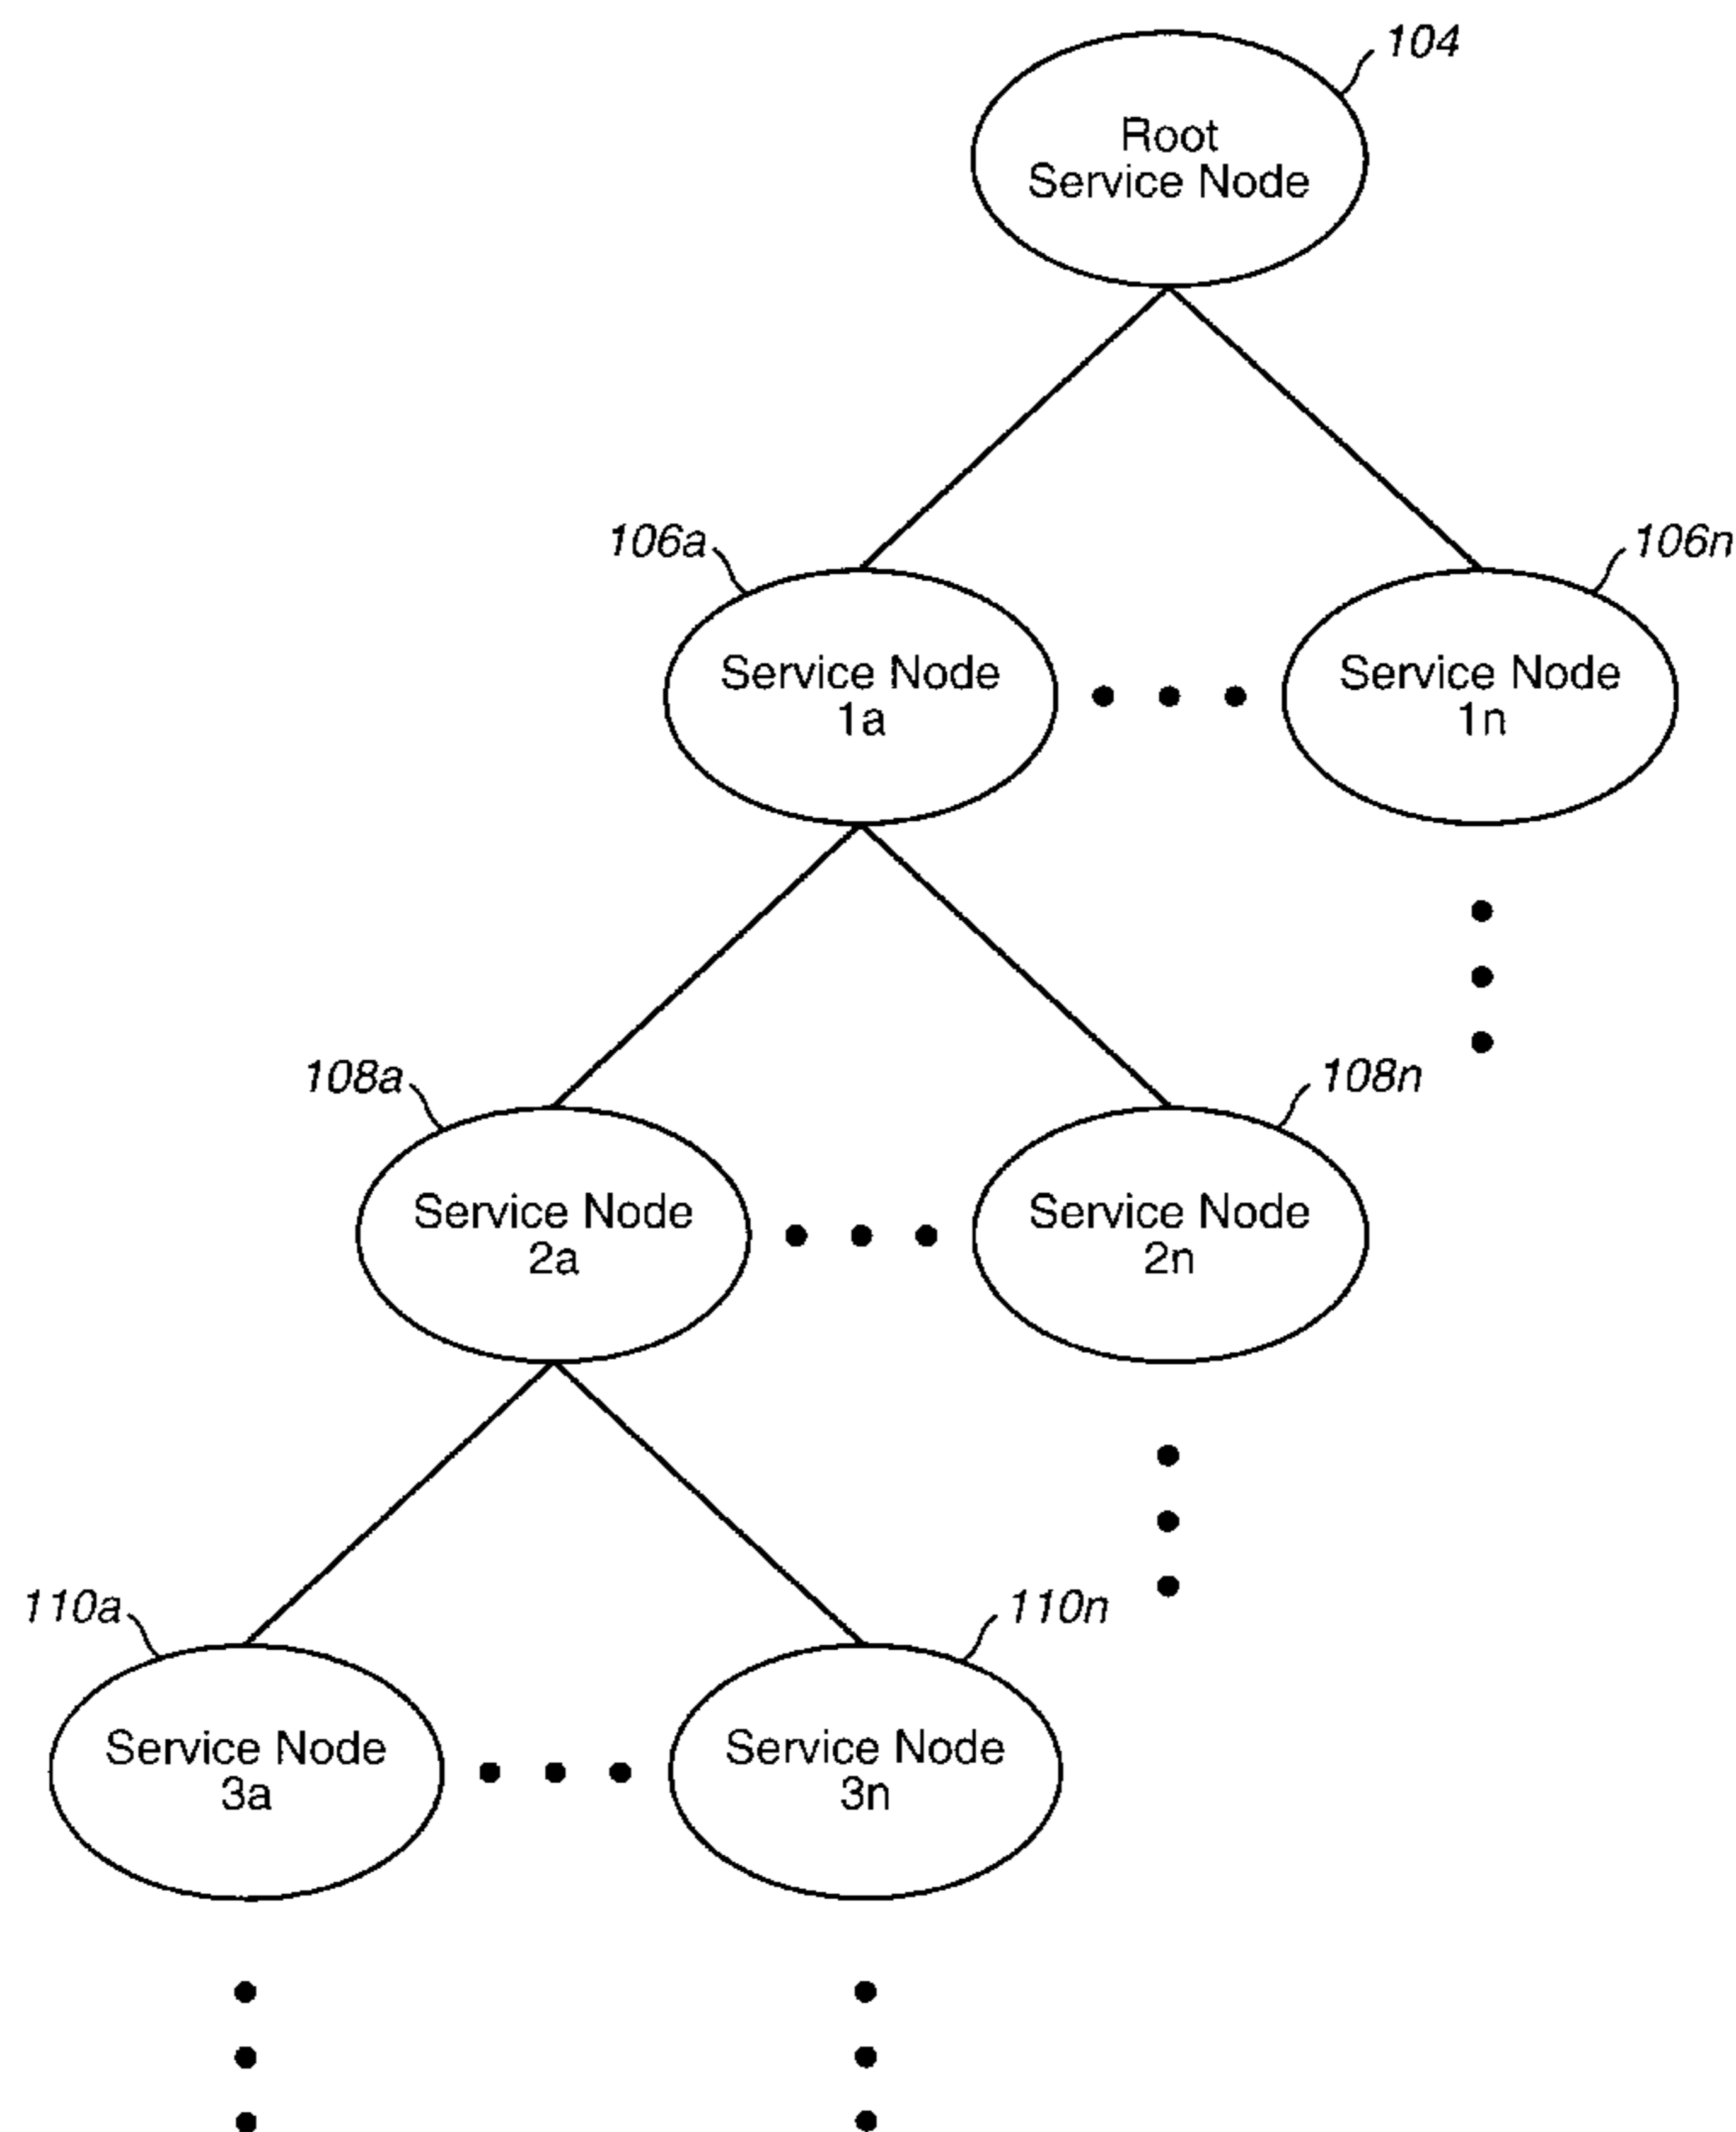 104
Root
Service Node
106a
106n
Service Node
1a
Service Node
1n
108a
108n
Service Node
2a
Service Node
2n
110a
110n
Service Node
3a
Service Node
3n